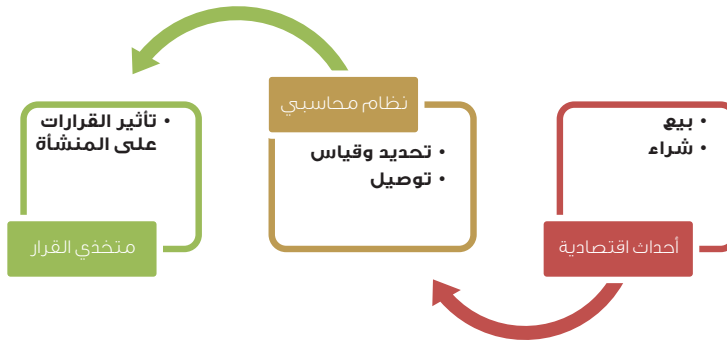 • بيع
• شراء
أحداث اقتصادية
نظام محاسبي
• تحديد وقياس
• توصيل
• تأثير القرارات
على المنشأة
متخذي القرار